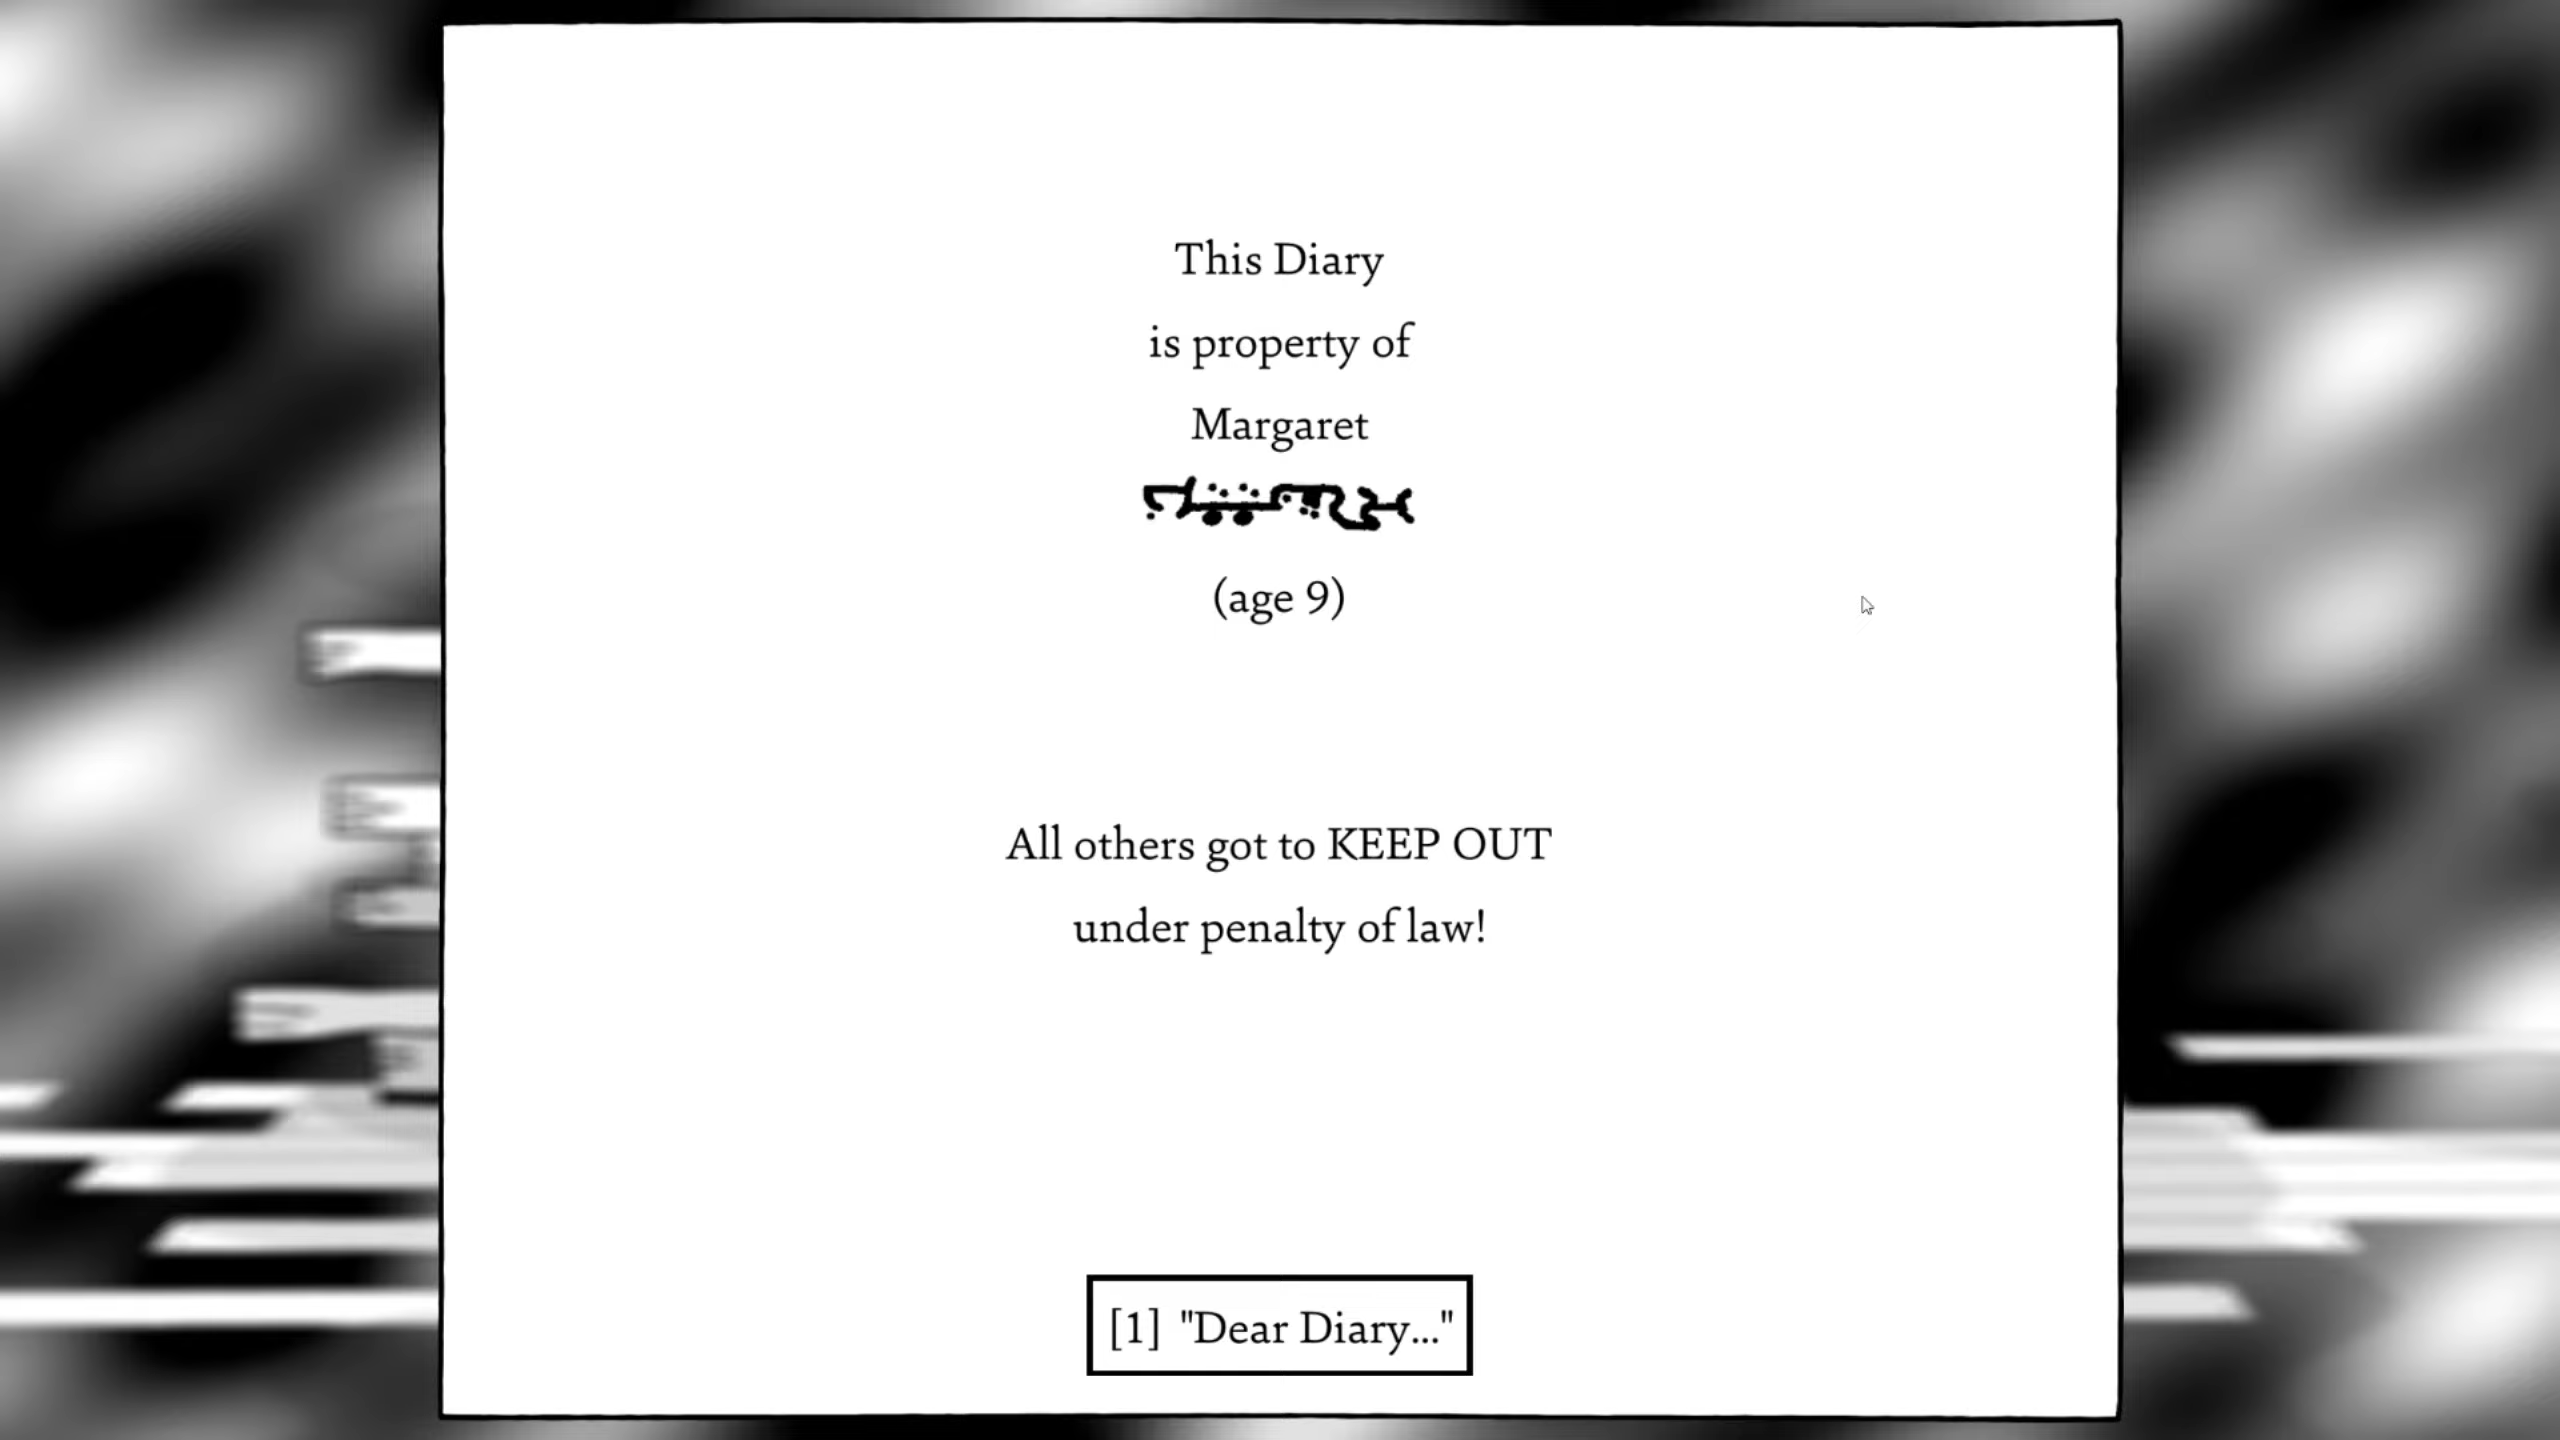 This Diary
is property of
Margaret
(age 9)
All others got to KEEP OUT
under penalty of law!
[1] "Dear Diary..."